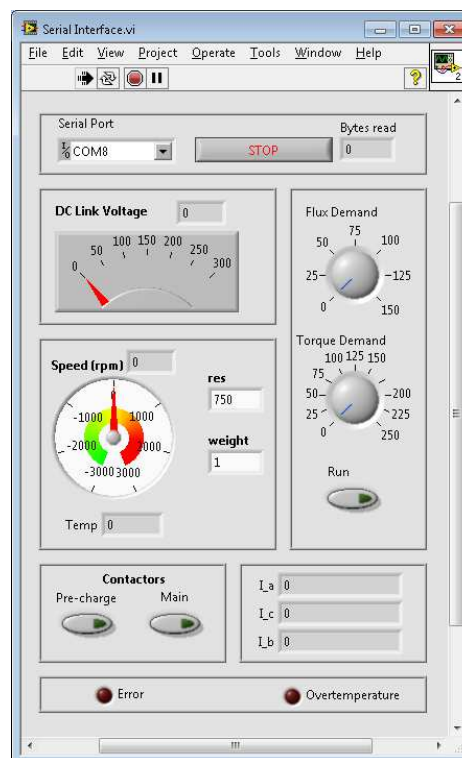 Serial Interface.vi
File Edit View Project Operate Tools Window Help
?
2
Serial Port
Bytes read
I/O COM8
STOP
0
DC Link Voltage 0
0 50 100 150 200 250 300
Flux Demand
0 25 50 75 100 125 150
Speed (rpm) 0
-3000 -2000 -1000 0 1000 2000 3000
res
750
weight
1
Temp 0
Torque Demand
0 25 50 75 100 125 150 200 225 250
Run
Contactors
Pre-charge Main
I_a 0
I_c 0
I_b 0
Error
Overtemperature